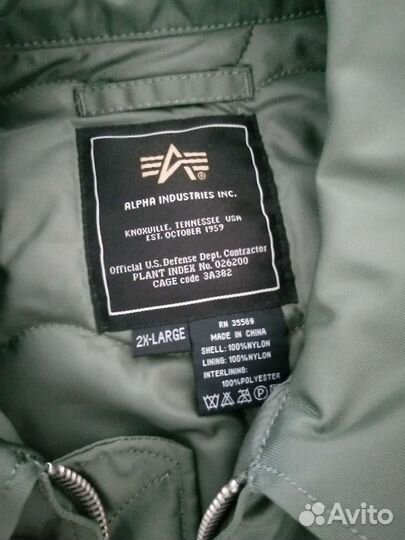 ALPHA INDUSTRIES INC.
KNOXVILLE, TENNESSEE USA
EST. OCTOBER 1959
Official U.S. Defense Dept. Contractor
PLANT INDEX No. 026200
CAGE code 3A382
2X-LARGE
RN 35569
MADE IN CHINA
SHELL: 100%NYLON
LINING: 100%NYLON
INTERLINING:
100%POLYESTER
Avito